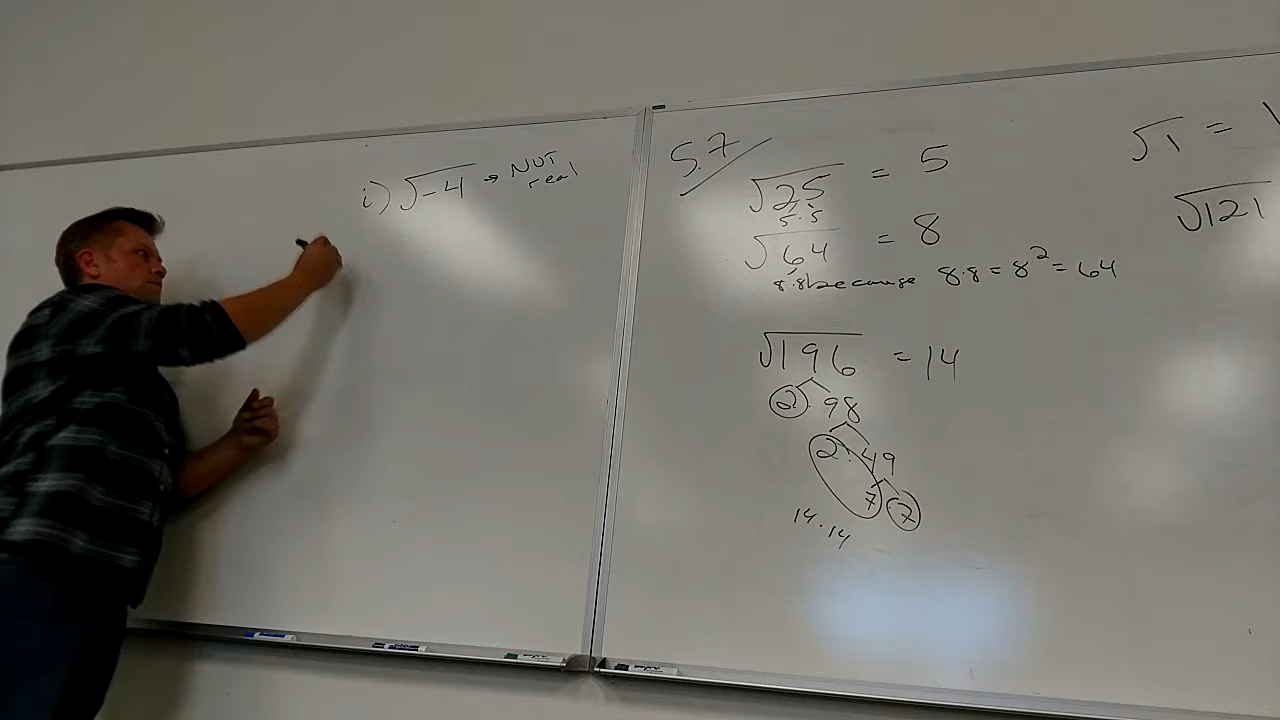 i) √-4 → NOT
real
5.7
√25 = 5
5·5
√64 = 8
8·8 because 8·8 = 8² = 64
√196 = 14
2 · 98
2 · 49
7 · 7
14·14
√1 = 1
√121